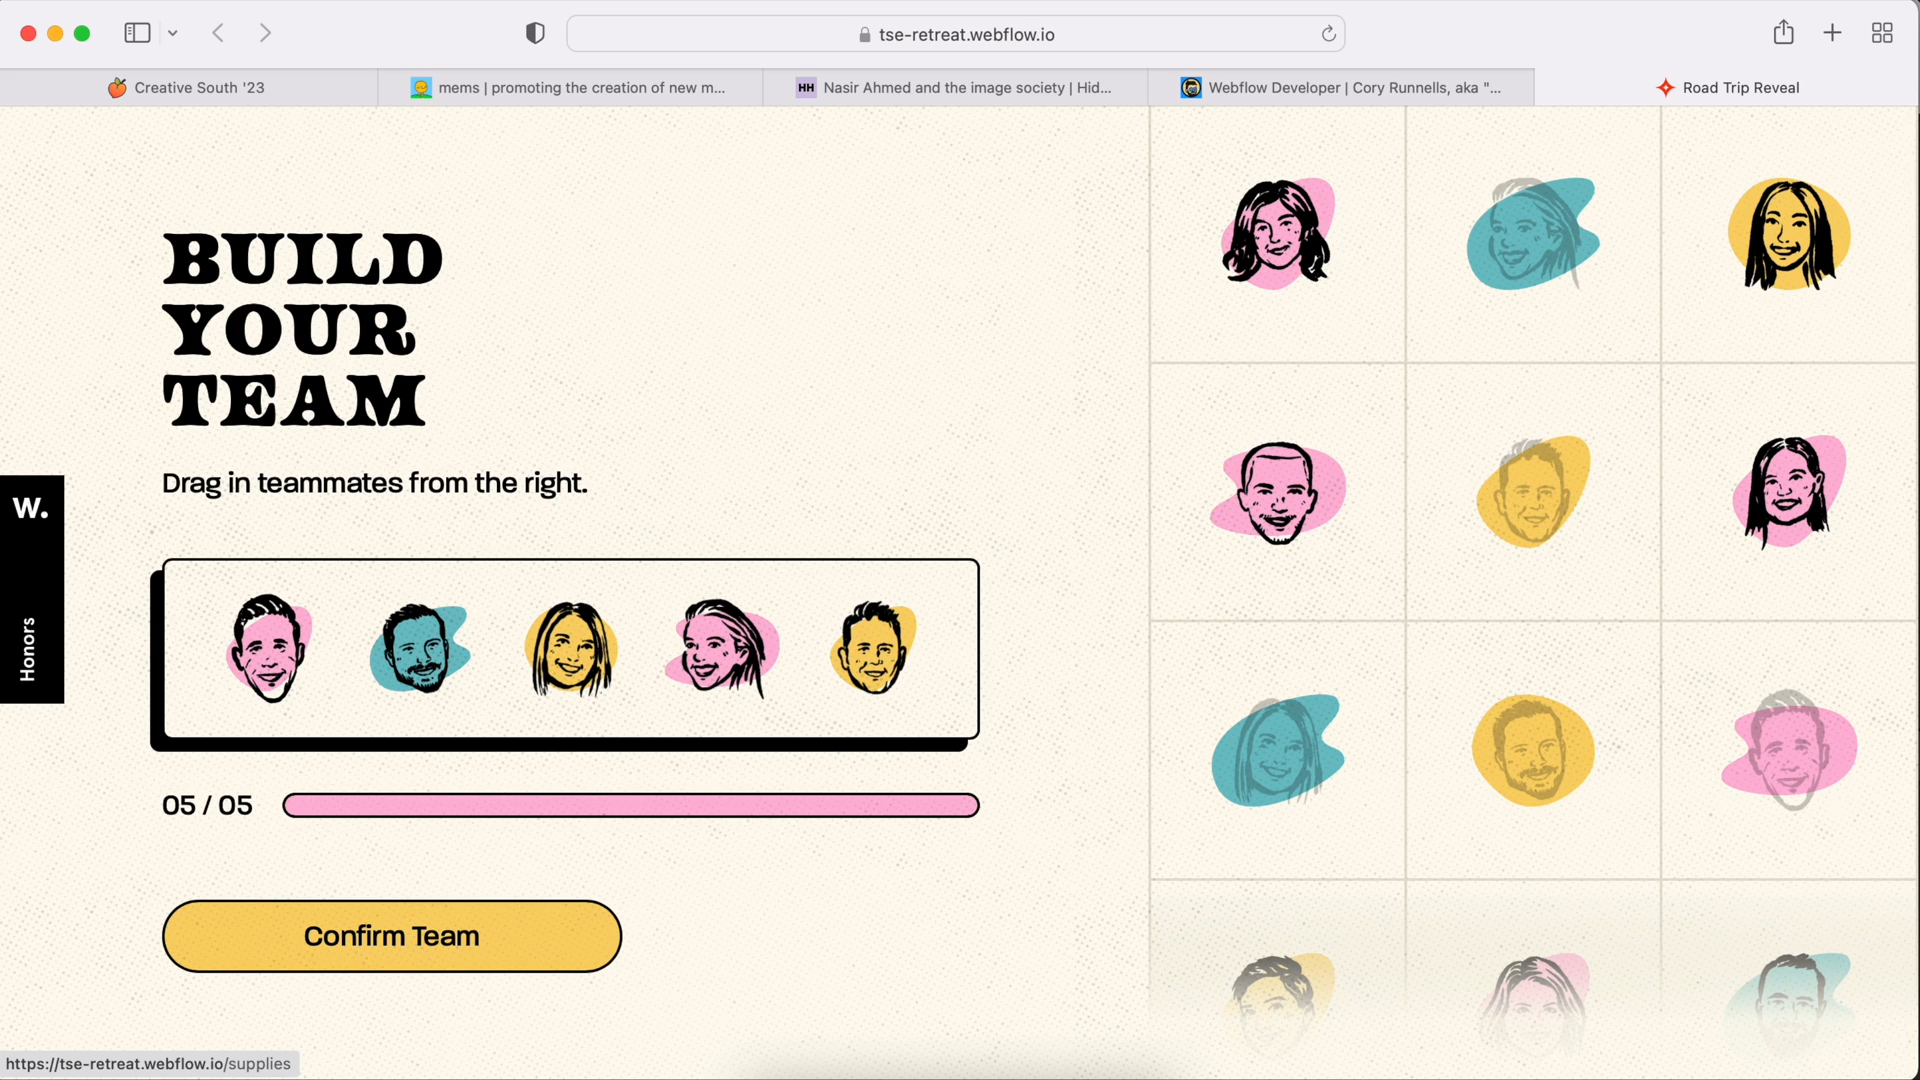 tse-retreat.webflow.io
Creative South '23
mems | promoting the creation of new m...
HH
Nasir Ahmed and the image society | Hid...
Webflow Developer | Cory Runnells, aka "...
Road Trip Reveal
BUILD
YOUR
TEAM
Drag in teammates from the right.
W.
Honors
05 / 05
Confirm Team
https://tse-retreat.webflow.io/supplies